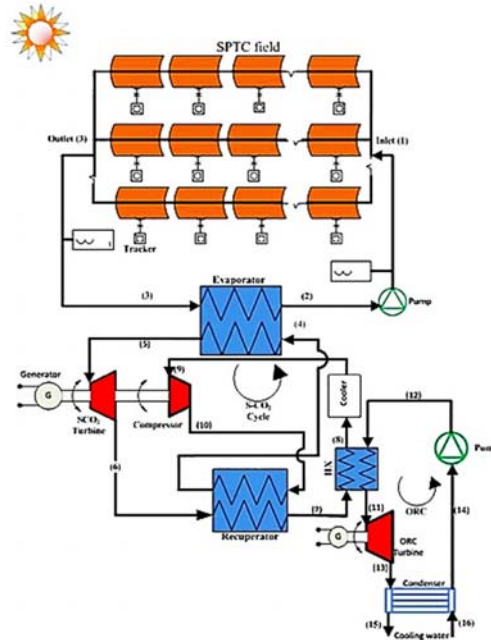 SPTC field
Outlet (3)
Inlet (1)
Tracker
Evaporator
(3)
(2)
Pump
(4)
(5)
Generator
G
(9)
S-CO₂
Cycle
Cooler
(12)
SCO₂
Turbine
Compressor
(10)
(8)
HX
Pum
(6)
ORC
(14)
(7)
(11)
Recuperator
G
ORC
Turbine
(13)
Condenser
(15)
(16)
Cooling water